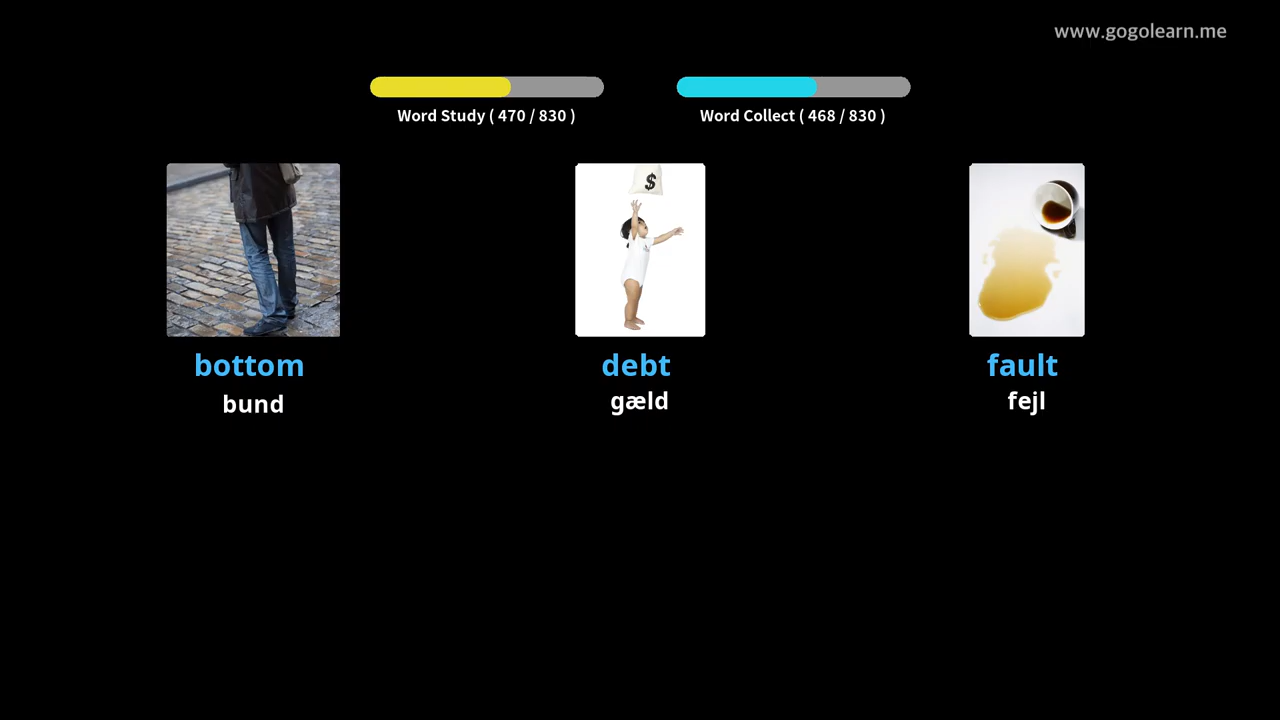 www.gogolearn.me
Word Study ( 470 / 830 )
Word Collect ( 468 / 830 )
$
bottom
debt
fault
bund
gæld
fejl